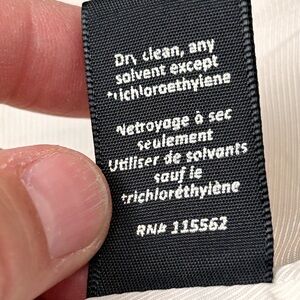 Dry clean, any
solvent except
trichloroethylene
Nettoyage à sec
seulement
Utiliser de solvants
sauf le
trichloréthylène
RN# 115562